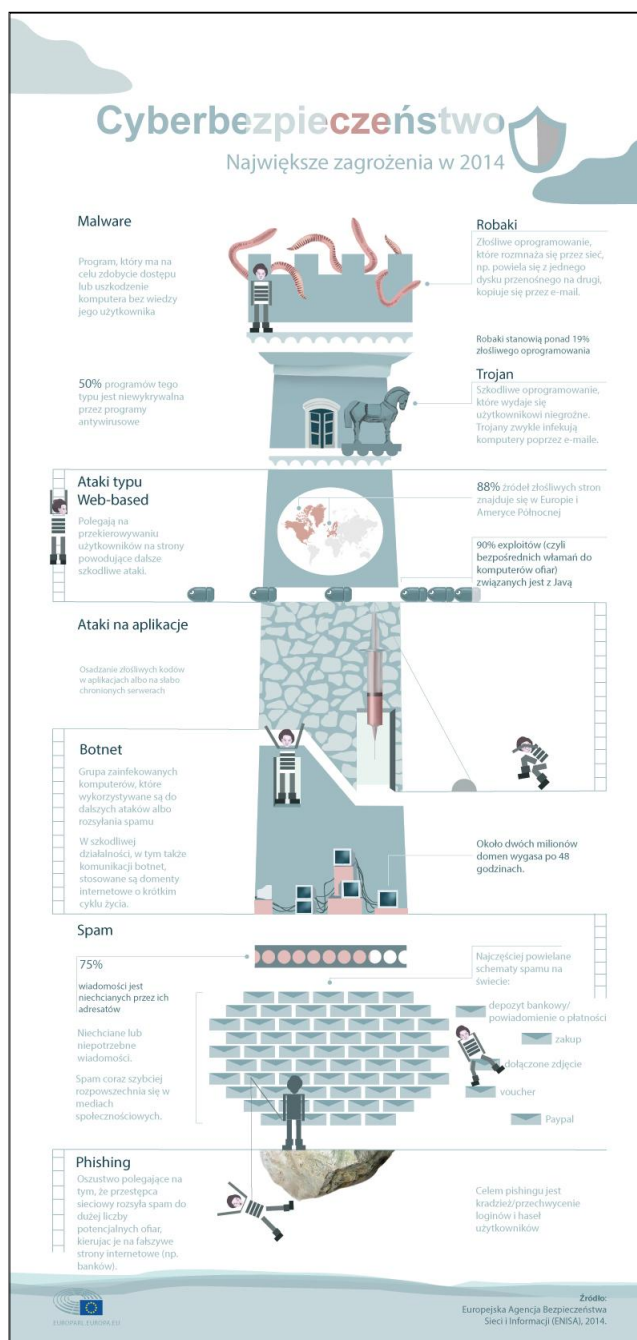 Cyberbezpieczeństwo
Największe zagrożenia w 2014
Malware
Program, który ma na
celu zdobycie dostępu
lub uszkodzenie
komputera bez wiedzy
jego użytkownika
50% programów tego
typu jest niewykrywalna
przez programy
antywirusowe
Robaki
Złośliwe oprogramowanie,
które rozmnaża się przez sieć,
np. powiela się z jednego
dysku przenośnego na drugi,
kopiuje się przez e-mail.
Robaki stanowią ponad 19%
złośliwego oprogramowania
Trojan
Szkodliwe oprogramowanie,
które wydaje się
użytkownikowi niegroźne.
Trojany zwykle infekują
komputery poprzez e-maile.
Ataki typu
Web-based
Polegają na
przekierowywaniu
użytkowników na strony
powodujące dalsze
szkodliwe ataki.
88% źródeł złośliwych stron
znajduje się w Europie i
Ameryce Północnej
90% exploitów (czyli
bezpośrednich włamań do
komputerów ofiar)
związanych jest z Javą
Ataki na aplikacje
Osadzanie złośliwych kodów
w aplikacjach albo na słabo
chronionych serwerach
Botnet
Grupa zainfekowanych
komputerów, które
wykorzystywane są do
dalszych ataków albo
rozsyłania spamu
W szkodliwej
działalności, w tym także
komunikacji botnet,
stosowane są domenty
internetowe o krótkim
cyklu życia.
Około dwóch milionów
domen wygasa po 48
godzinach.
Spam
75%
wiadomości jest
niechcianych przez ich
adresatów
Niechciane lub
niepotrzebne
wiadomości.
Spam coraz szybciej
rozpowszechnia się w
mediach
społecznościowych.
Najczęściej powielane
schematy spamu na
świecie:
depozyt bankowy/
powiadomienie o płatności
zakup
dołączone zdjęcie
voucher
Paypal
Phishing
Oszustwo polegające na
tym, że przestępca
sieciowy rozsyła spam do
dużej liczby
potencjalnych ofiar,
kierując je na fałszywe
strony internetowe (np.
banków).
Celem pishingu jest
kradzież/przechwycenie
loginów i haseł
użytkowników
EUROPARL.EUROPA.EU
Źródło:
Europejska Agencja Bezpieczeństwa
Sieci i Informacji (ENISA), 2014.